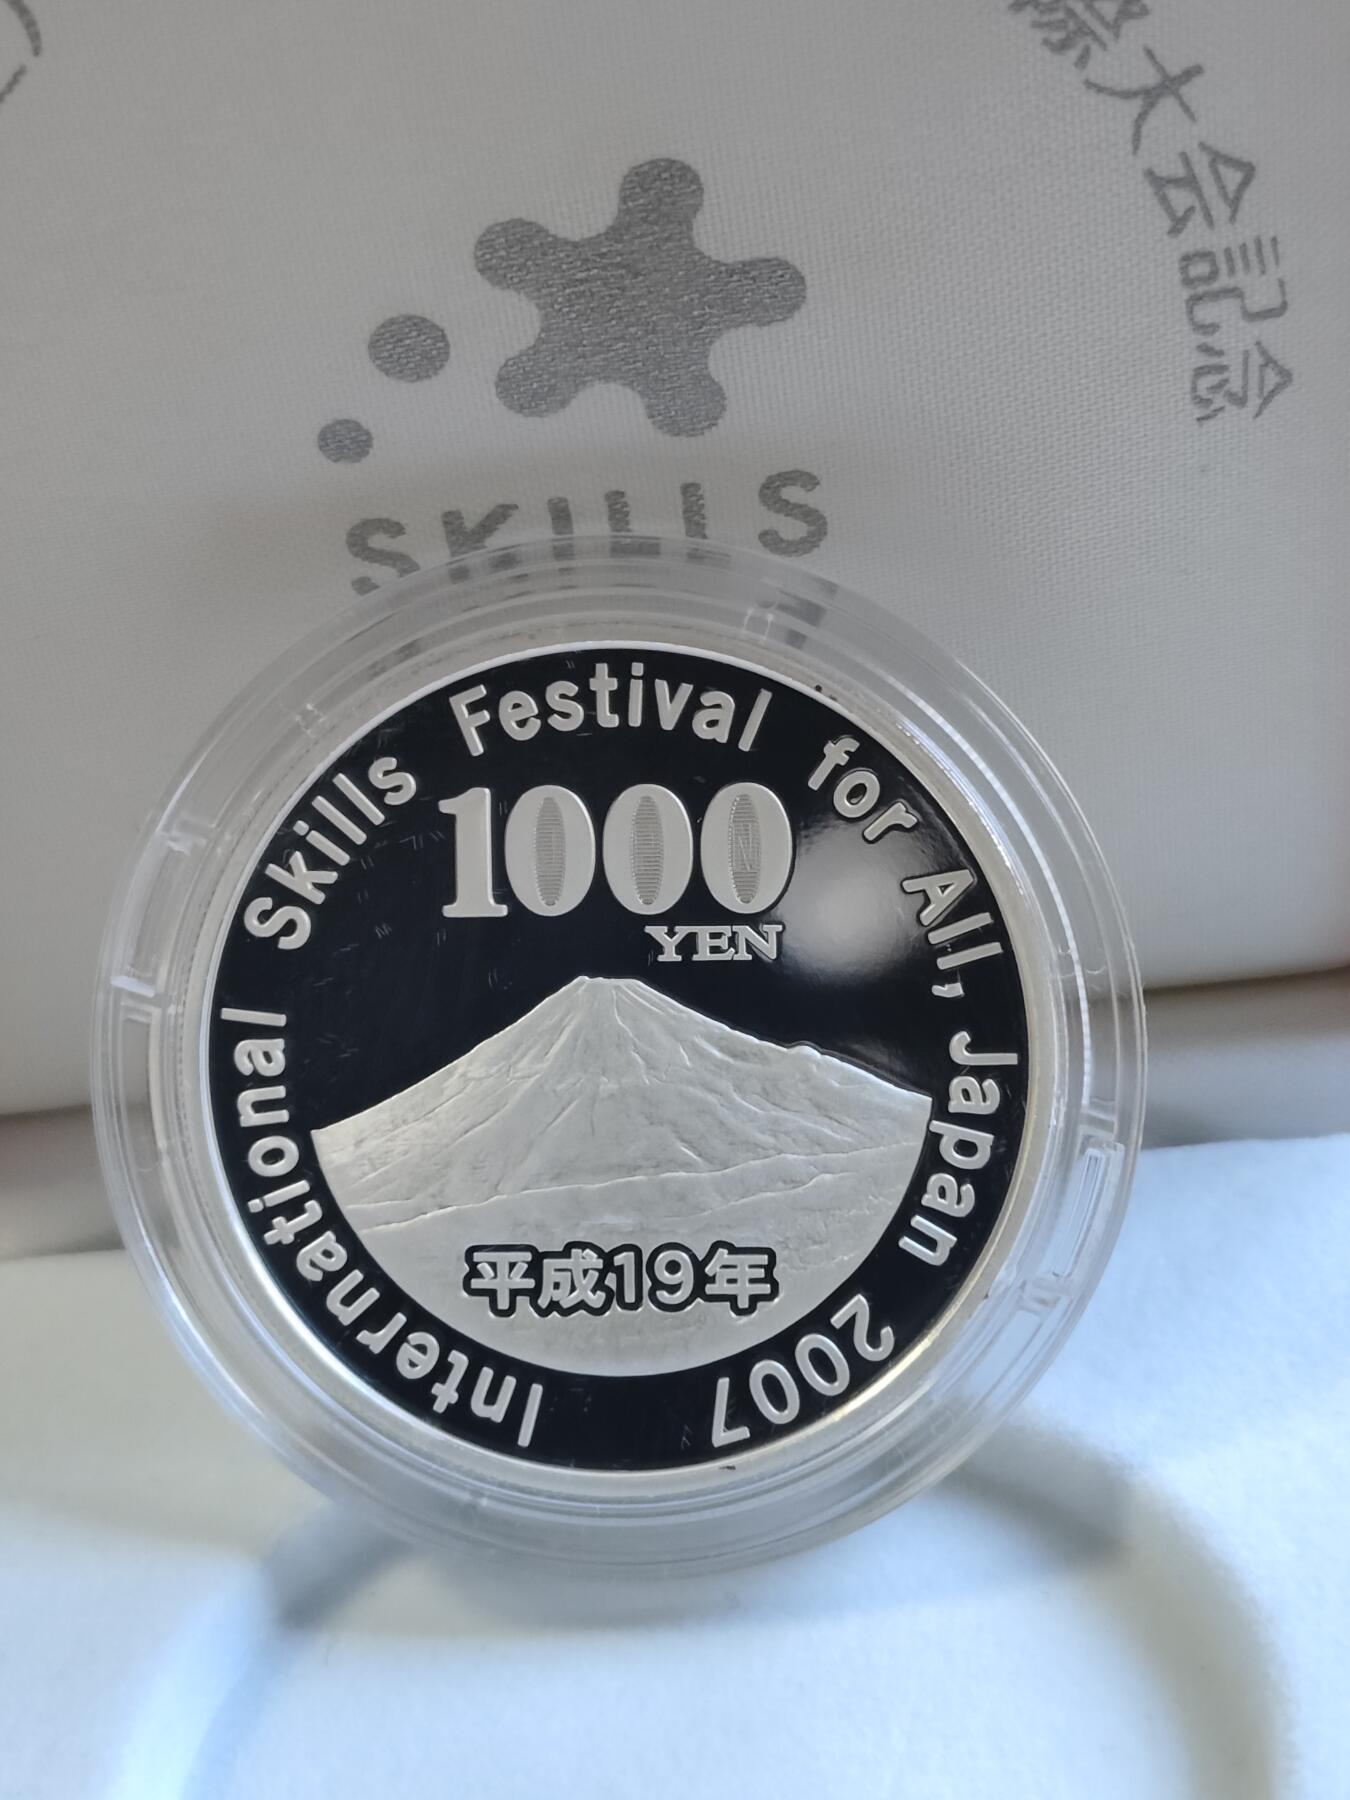 際大会記念
SKILLS
International Skills Festival for All, Japan 2007
1000
YEN
平成19年